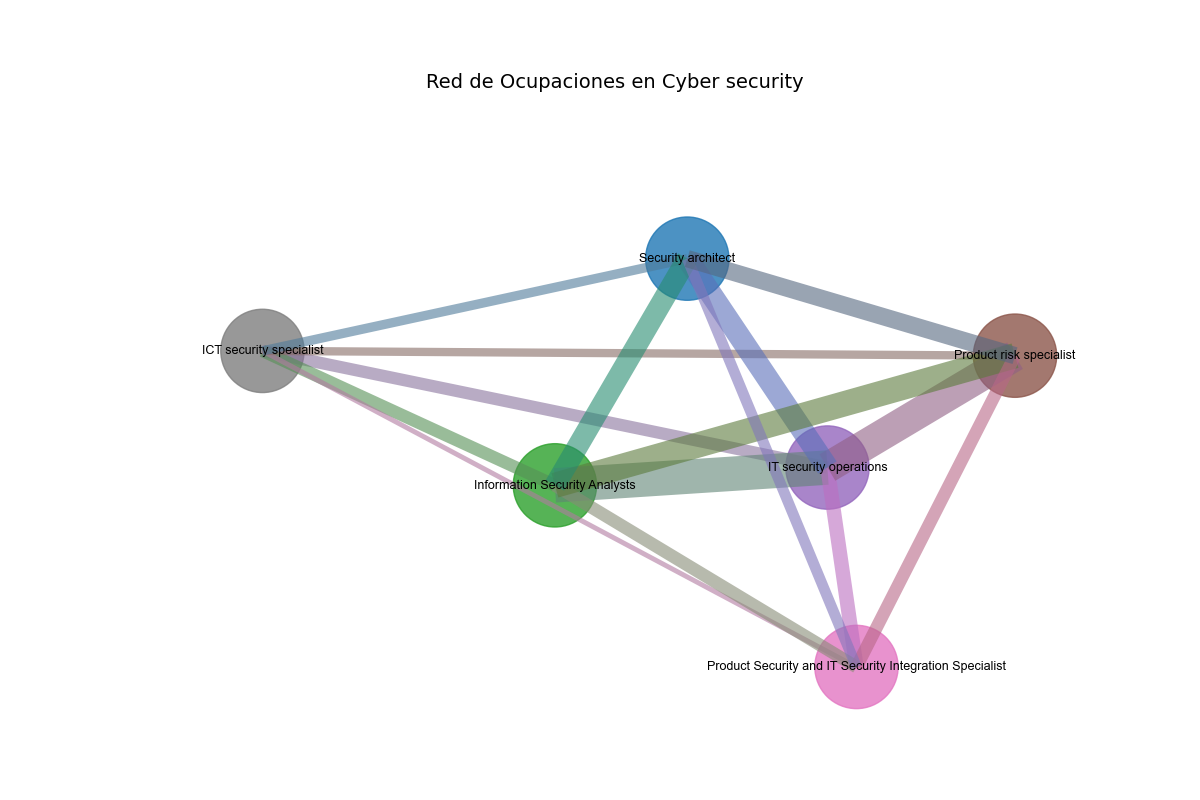 Red de Ocupaciones en Cyber security
Security architect
ICT security specialist
Product risk specialist
IT security operations
Information Security Analysts
Product Security and IT Security Integration Specialist